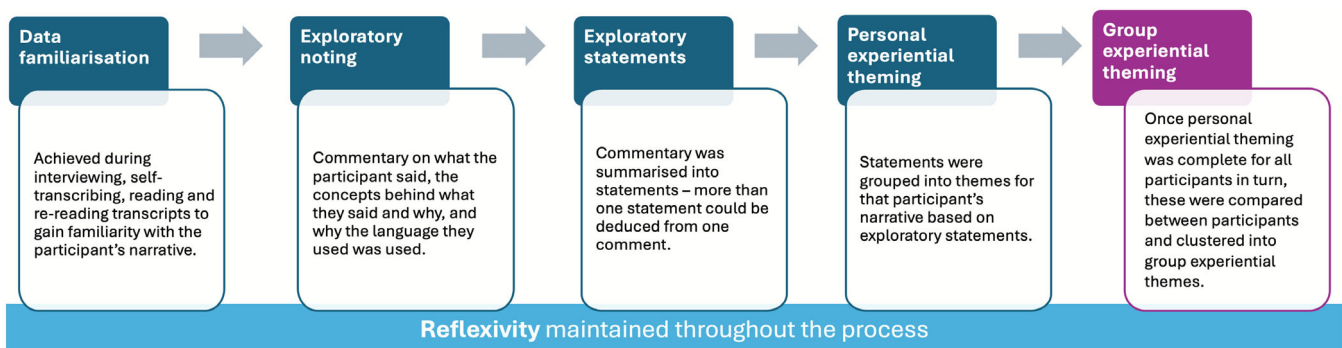 Data
familiarisation
Achieved during
interviewing, self-
transcribing, reading and
re-reading transcripts to
gain familiarity with the
participant's narrative.
Exploratory
noting
Commentary on what the
participant said, the
concepts behind what
they said and why, and
why the language they
used was used.
Exploratory
statements
Commentary was
summarised into
statements – more than
one statement could be
deduced from one
comment.
Personal
experiential
theming
Statements were
grouped into themes for
that participant's
narrative based on
exploratory statements.
Group
experiential
theming
Once personal
experiential theming
was complete for all
participants in turn,
these were compared
between participants
and clustered into
group experiential
themes.
Reflexivity maintained throughout the process